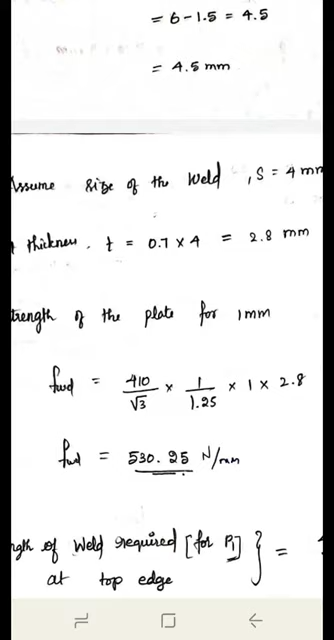 = 6 - 1.5 = 4.5
= 4.5 mm
Assume size of the weld, S = 4 mm
thickness, t = 0.7 x 4 = 2.8 mm
trength of the plate for 1mm
fwd = 410/√3 x 1/1.25 x 1 x 2.8
fwd = 530.25 N/mm
ngth of weld required [for P1] } =
at top edge